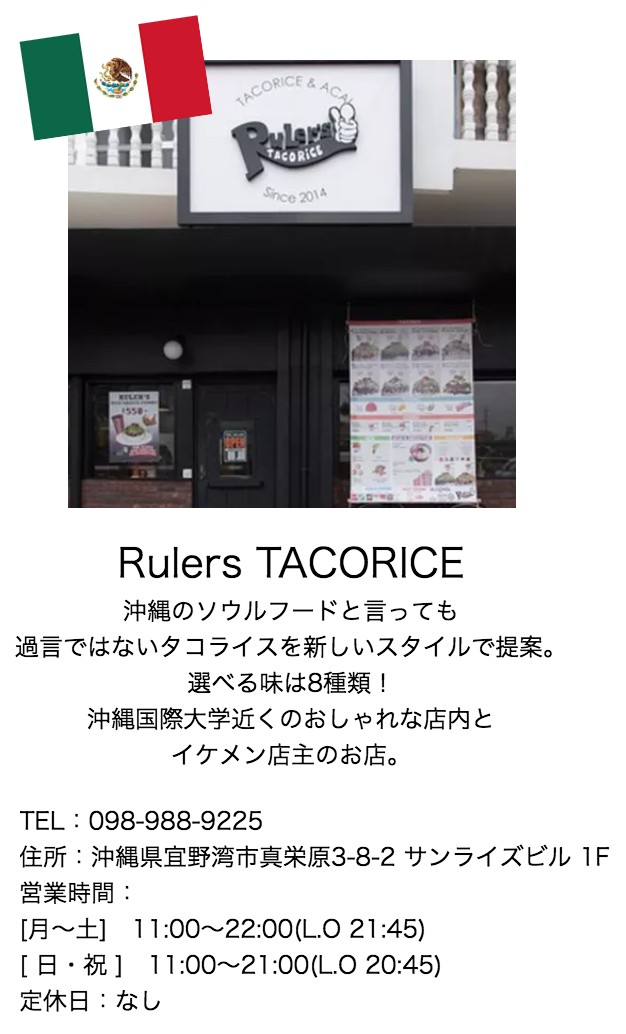 TACORICE & ACAI
Ruler's
TACORICE
Since 2014
RULER'S
$550
OPEN
Rulers TACORICE
沖縄のソウルフードと言っても
過言ではないタコライスを新しいスタイルで提案。
選べる味は8種類！
沖縄国際大学近くのおしゃれな店内と
イケメン店主のお店。
TEL：098-988-9225
住所：沖縄県宜野湾市真栄原3-8-2 サンライズビル 1F
営業時間：
[月〜土]　11:00〜22:00(L.O 21:45)
[ 日・祝 ]　11:00〜21:00(L.O 20:45)
定休日：なし